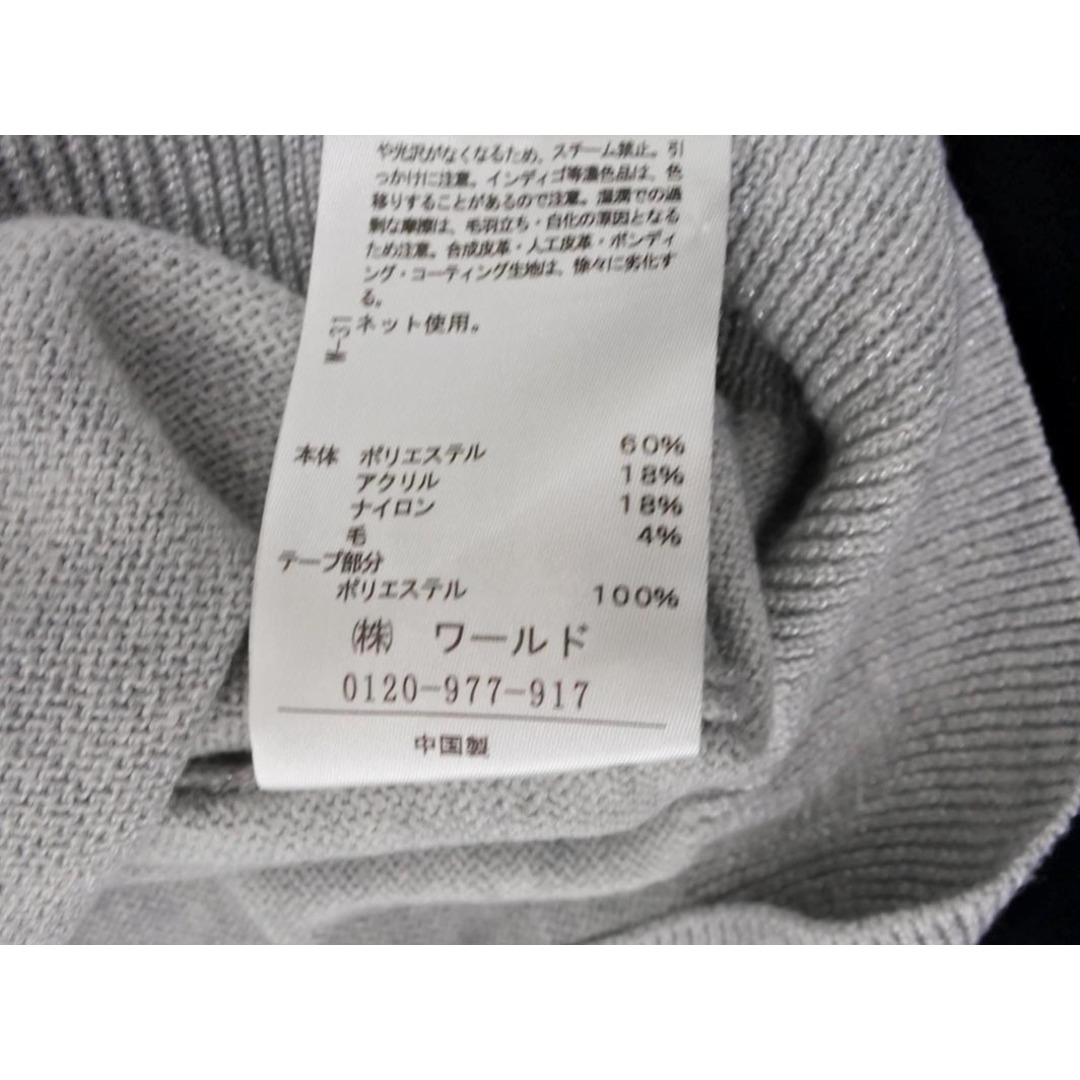 や光沢がなくなるため、スチーム禁止。引
っかけに注意。インディゴ等濃色品は、色
移りすることがあるので注意。湿潤での過
剰な摩擦は、毛羽立ち・白化の原因となる
ため注意。合成皮革・人工皮革・ボンディ
ング・コーティング生地は、徐々に劣化す
る。
ネット使用。
M-31
本体 ポリエステル 60%
アクリル 18%
ナイロン 18%
毛 4%
テープ部分
ポリエステル 100%
㈱ ワールド
0120-977-917
中国製